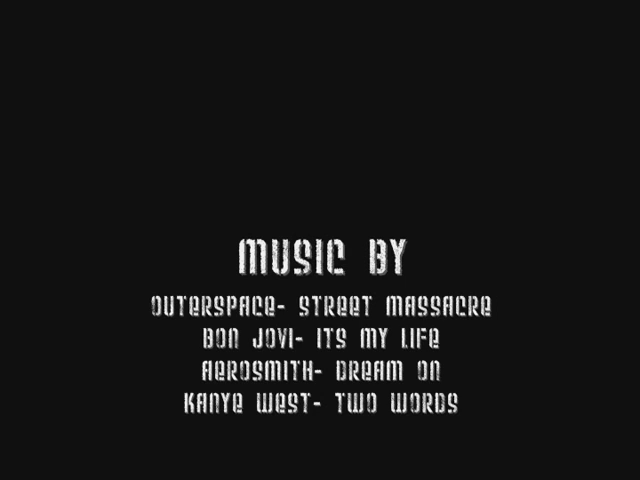 MUSIC BY
OUTERSPACE- STREET MASSACRE
BON JOVI- ITS MY LIFE
AEROSMITH- DREAM ON
KANYE WEST- TWO WORDS